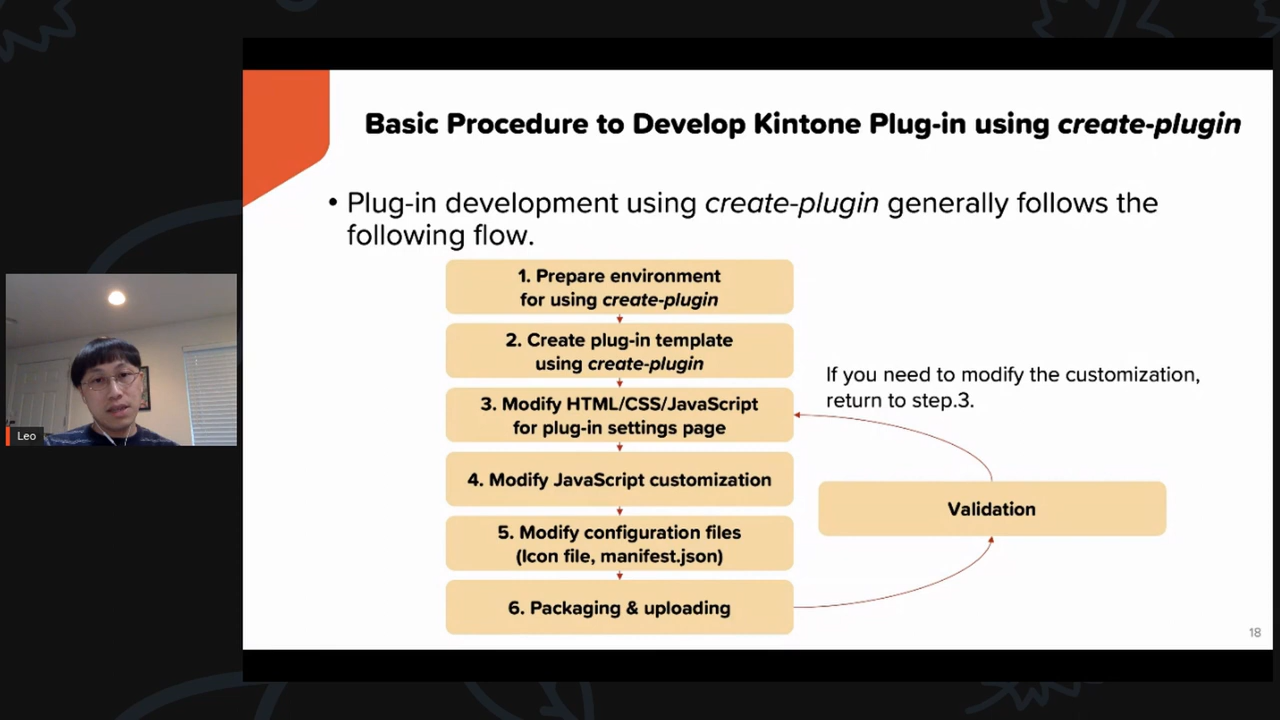 Basic Procedure to Develop Kintone Plug-in using create-plugin
• Plug-in development using create-plugin generally follows the
following flow.
1. Prepare environment
for using create-plugin
2. Create plug-in template
using create-plugin
3. Modify HTML/CSS/JavaScript
for plug-in settings page
4. Modify JavaScript customization
5. Modify configuration files
(Icon file, manifest.json)
6. Packaging & uploading
If you need to modify the customization,
return to step.3.
Validation
18
Leo